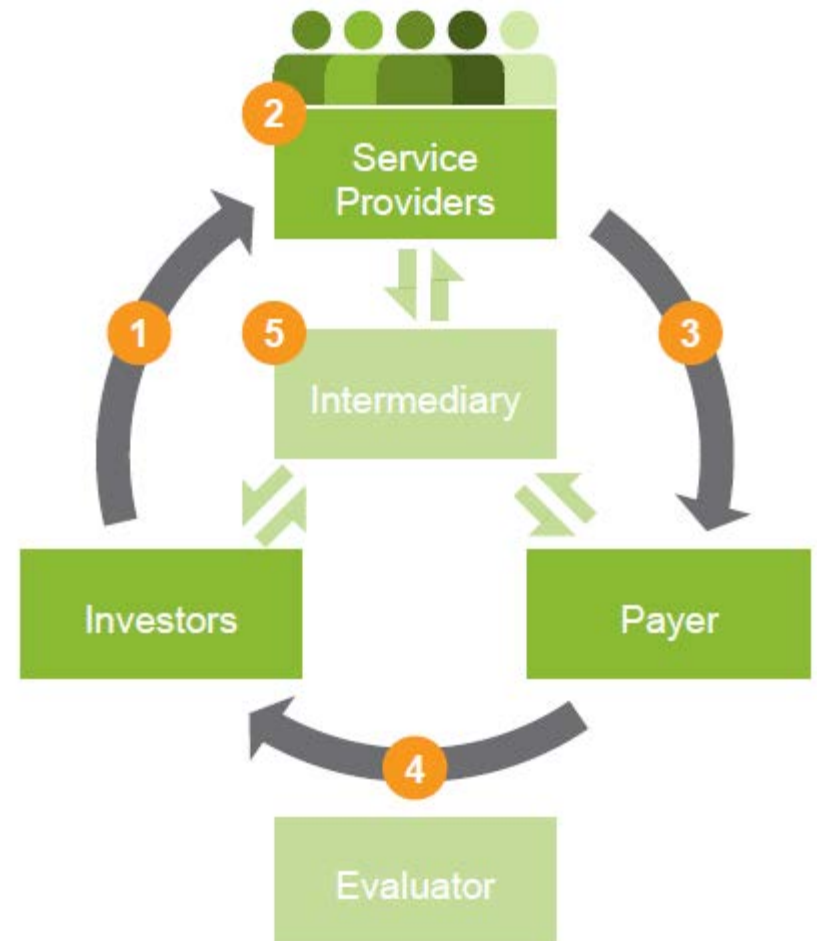 2
Service
Providers
1
5
3
Intermediary
Investors
Payer
4
Evaluator